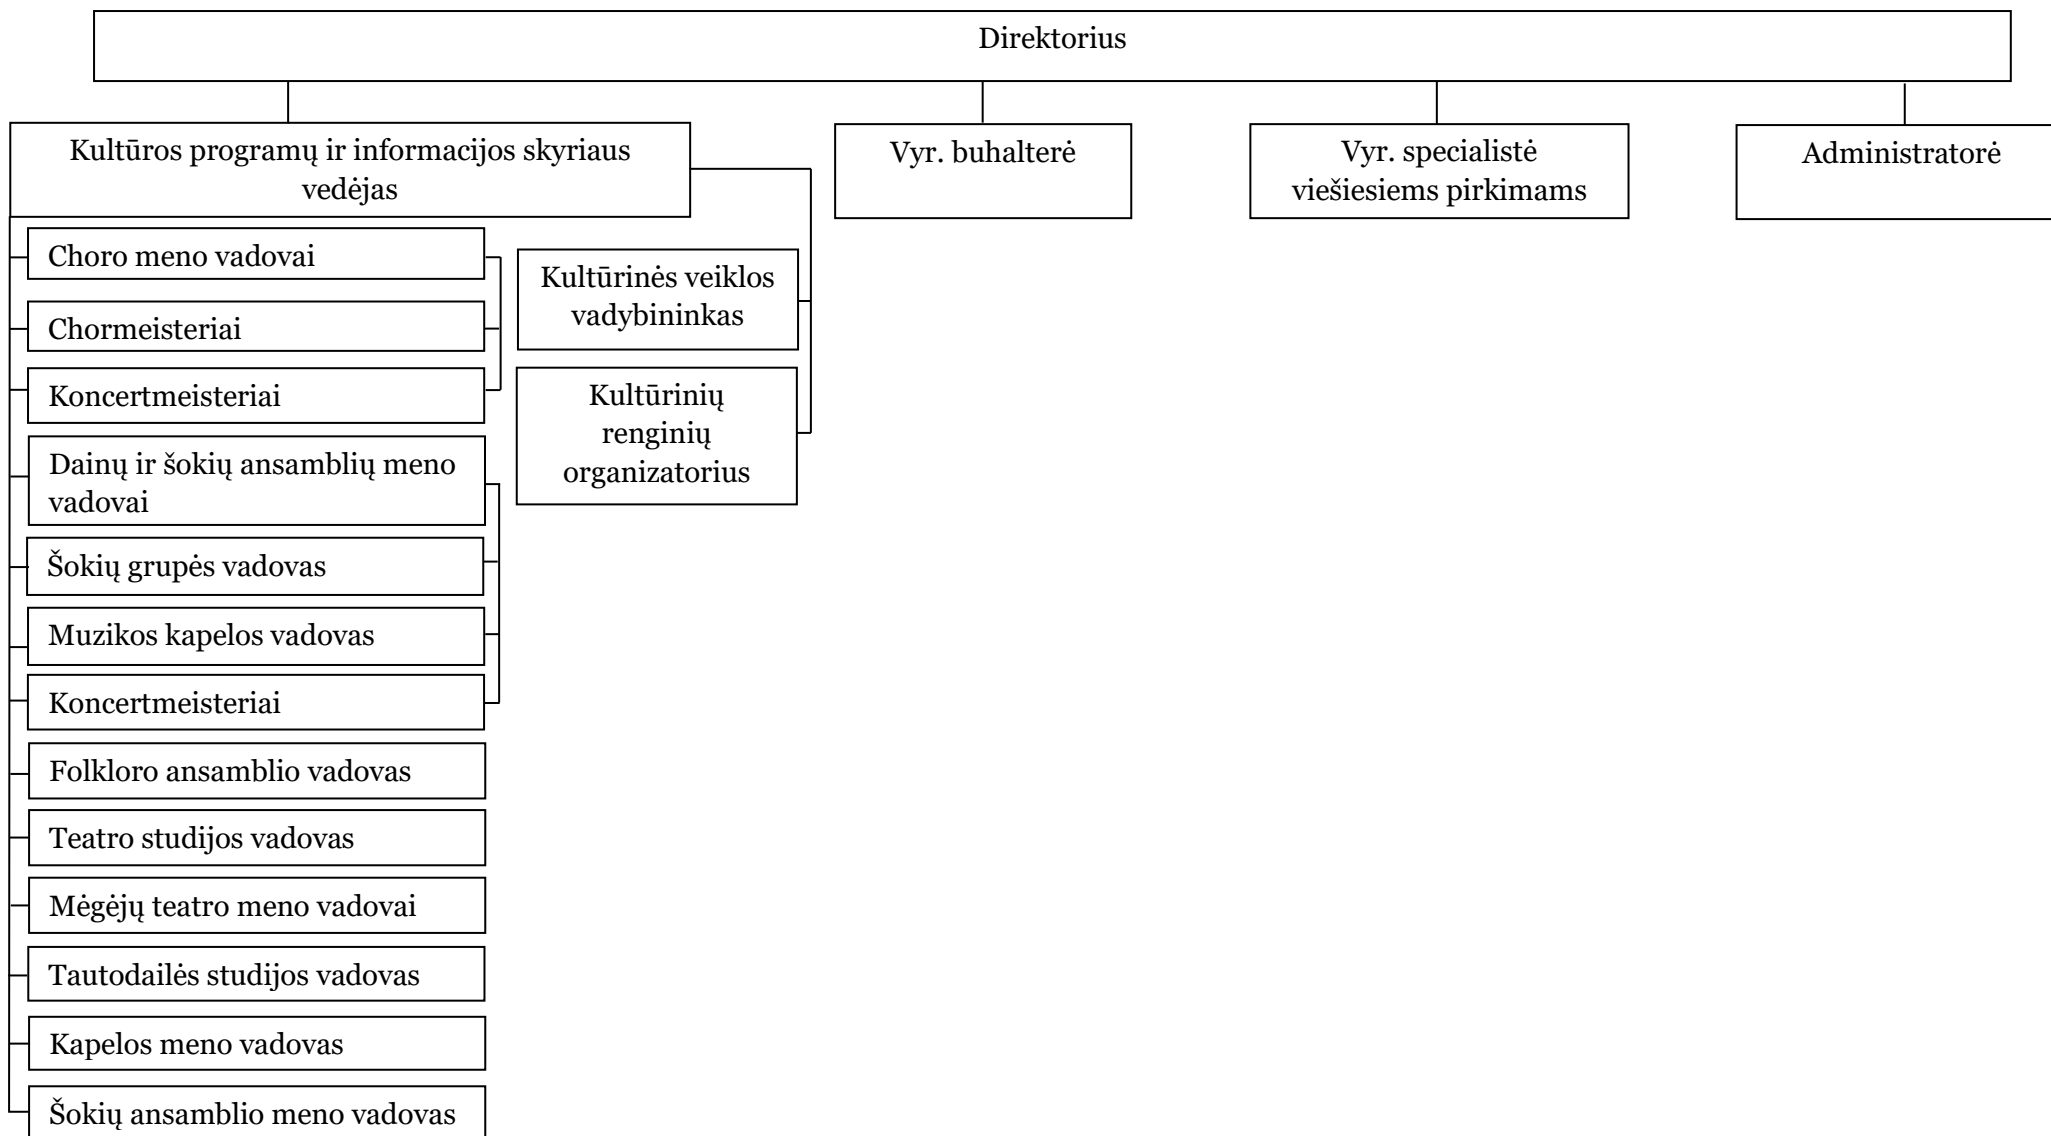 Direktorius
Kultūros programų ir informacijos skyriaus
vedėjas
Vyr. buhalterė
Vyr. specialistė
viešiesiems pirkimams
Administratorė
Choro meno vadovai
Chormeisteriai
Koncertmeisteriai
Dainų ir šokių ansamblių meno
vadovai
Šokių grupės vadovas
Muzikos kapelos vadovas
Koncertmeisteriai
Folkloro ansamblio vadovas
Teatro studijos vadovas
Mėgėjų teatro meno vadovai
Tautodailės studijos vadovas
Kapelos meno vadovas
Šokių ansamblio meno vadovas
Kultūrinės veiklos
vadybininkas
Kultūrinių
renginių
organizatorius